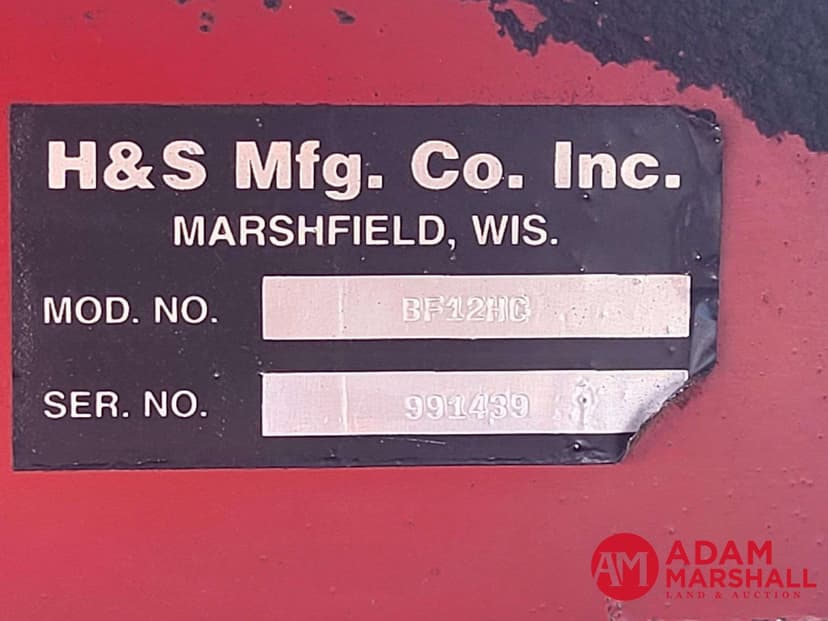 H&S Mfg. Co. Inc.
MARSHFIELD, WIS.
MOD. NO. BF12HC
SER. NO. 991439
AM ADAM
MARSHALL
LAND & AUCTION